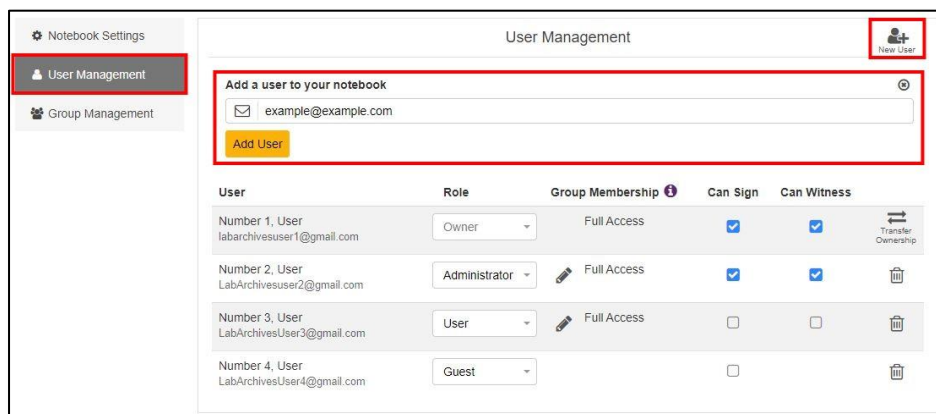 Notebook Settings
User Management
New User
User Management
Add a user to your notebook
Group Management
example@example.com
Add User
User Role Group Membership Can Sign Can Witness
Number 1, User Owner Full Access
labarchivesuser1@gmail.com
Transfer
Ownership
Number 2, User Administrator Full Access
LabArchivesuser2@gmail.com
Number 3, User User Full Access
LabArchivesUser3@gmail.com
Number 4, User Guest
LabArchivesUser4@gmail.com